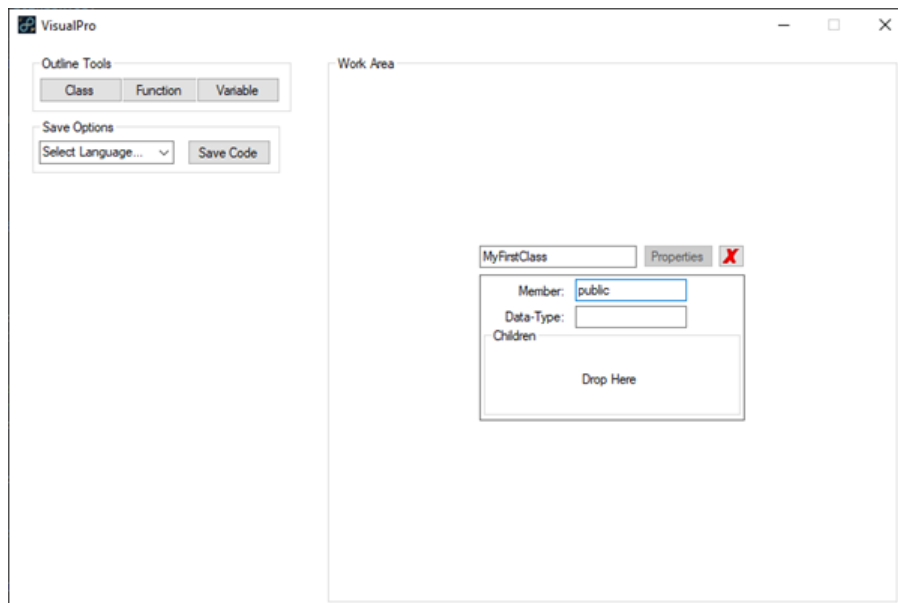 VisualPro
Outline Tools
Class Function Variable
Save Options
Select Language... Save Code
Work Area
MyFirstClass Properties X
Member: public
Data-Type:
Children
Drop Here